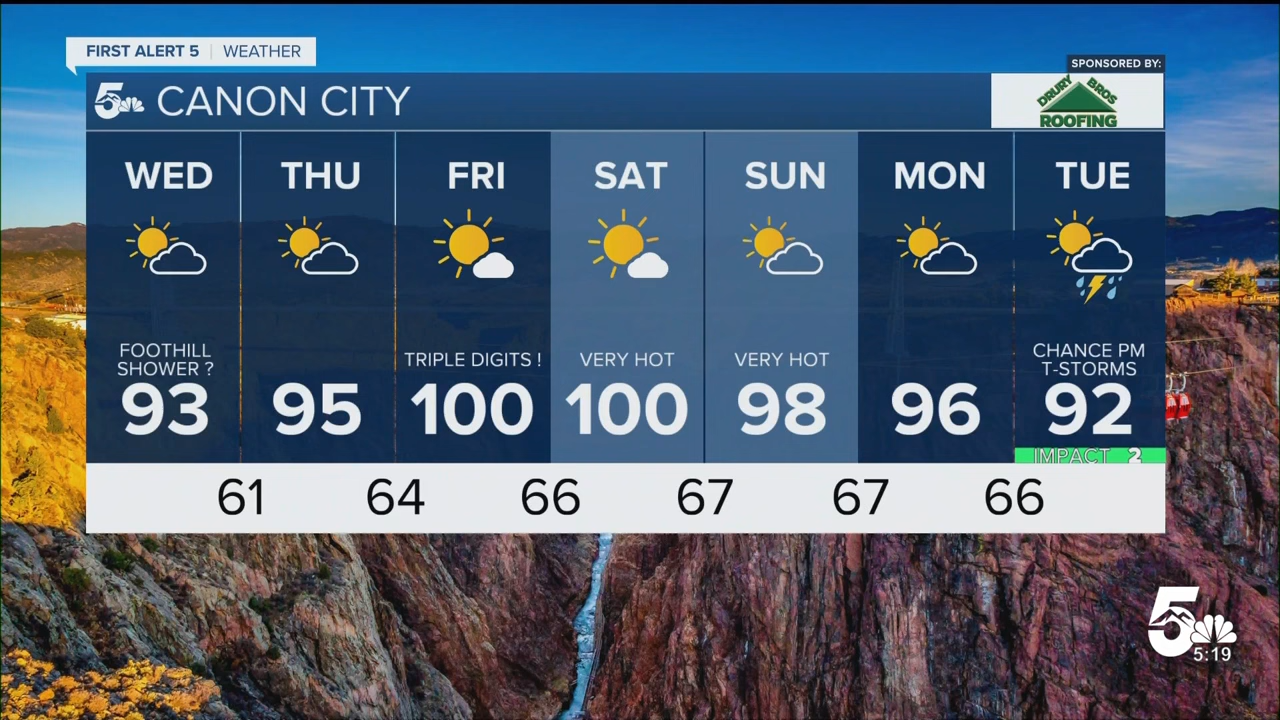 FIRST ALERT 5 | WEATHER
SPONSORED BY:
5 CANON CITY
DRURY BROS
ROOFING
WED THU FRI SAT SUN MON TUE
FOOTHILL
SHOWER ?
TRIPLE DIGITS !
VERY HOT
VERY HOT
CHANCE PM
T-STORMS
93 95 100 100 98 96 92
IMPACT 2
61 64 66 67 67 66
5
5:19